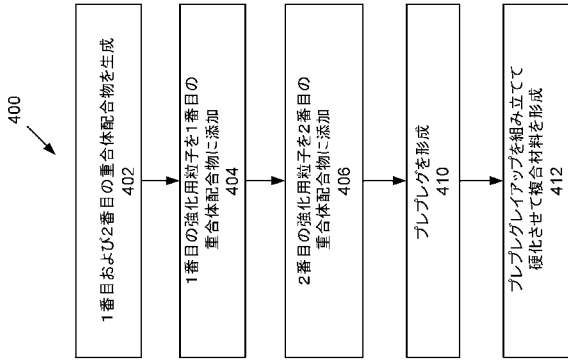 400
1番目および2番目の重合体配合物を生成
402
1番目の強化用粒子を1番目の
重合体配合物に添加
404
2番目の強化用粒子を2番目の
重合体配合物に添加
406
プレプレグを形成
410
プレプレグレイアップを組み立てて
硬化させて複合材料を形成
412